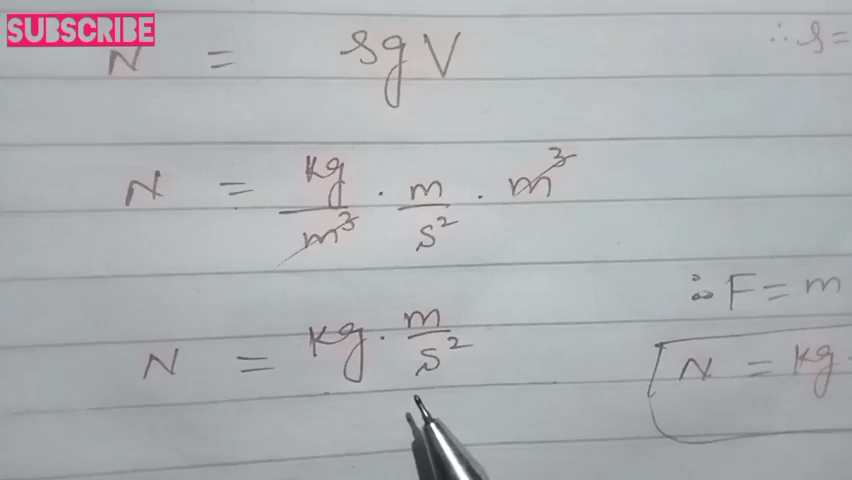 SUBSCRIBE
N = ρgV
∴ ρ =
N = kg/m³ · m/s² · m³
∴ F = m
N = kg · m/s²
N = kg ·